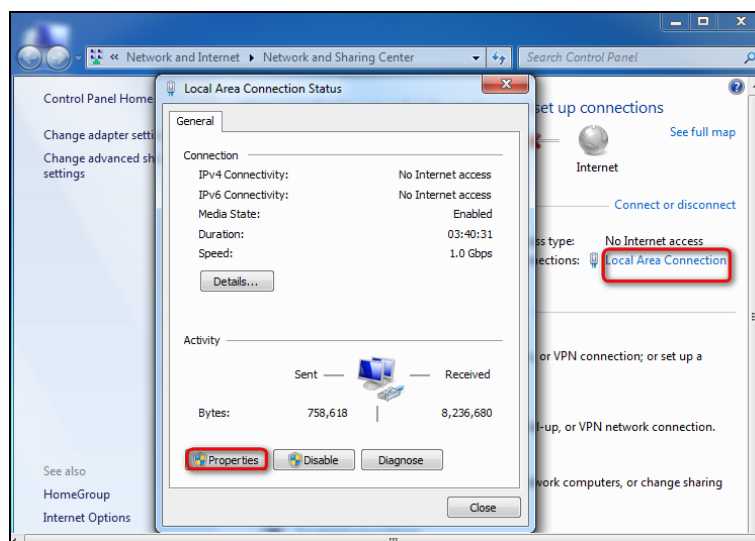 « Network and Internet ▸ Network and Sharing Center
Search Control Panel
Control Panel Home
Change adapter setti
Change advanced sh
settings
See also
HomeGroup
Internet Options
Local Area Connection Status
General
Connection
IPv4 Connectivity: No Internet access
IPv6 Connectivity: No Internet access
Media State: Enabled
Duration: 03:40:31
Speed: 1.0 Gbps
Details...
Activity
Sent — — Received
Bytes: 758,618 | 8,236,680
Properties Disable Diagnose
Close
set up connections
See full map
Internet
Connect or disconnect
ss type: No Internet access
nections: Local Area Connection
or VPN connection; or set up a
l-up, or VPN network connection.
work computers, or change sharing